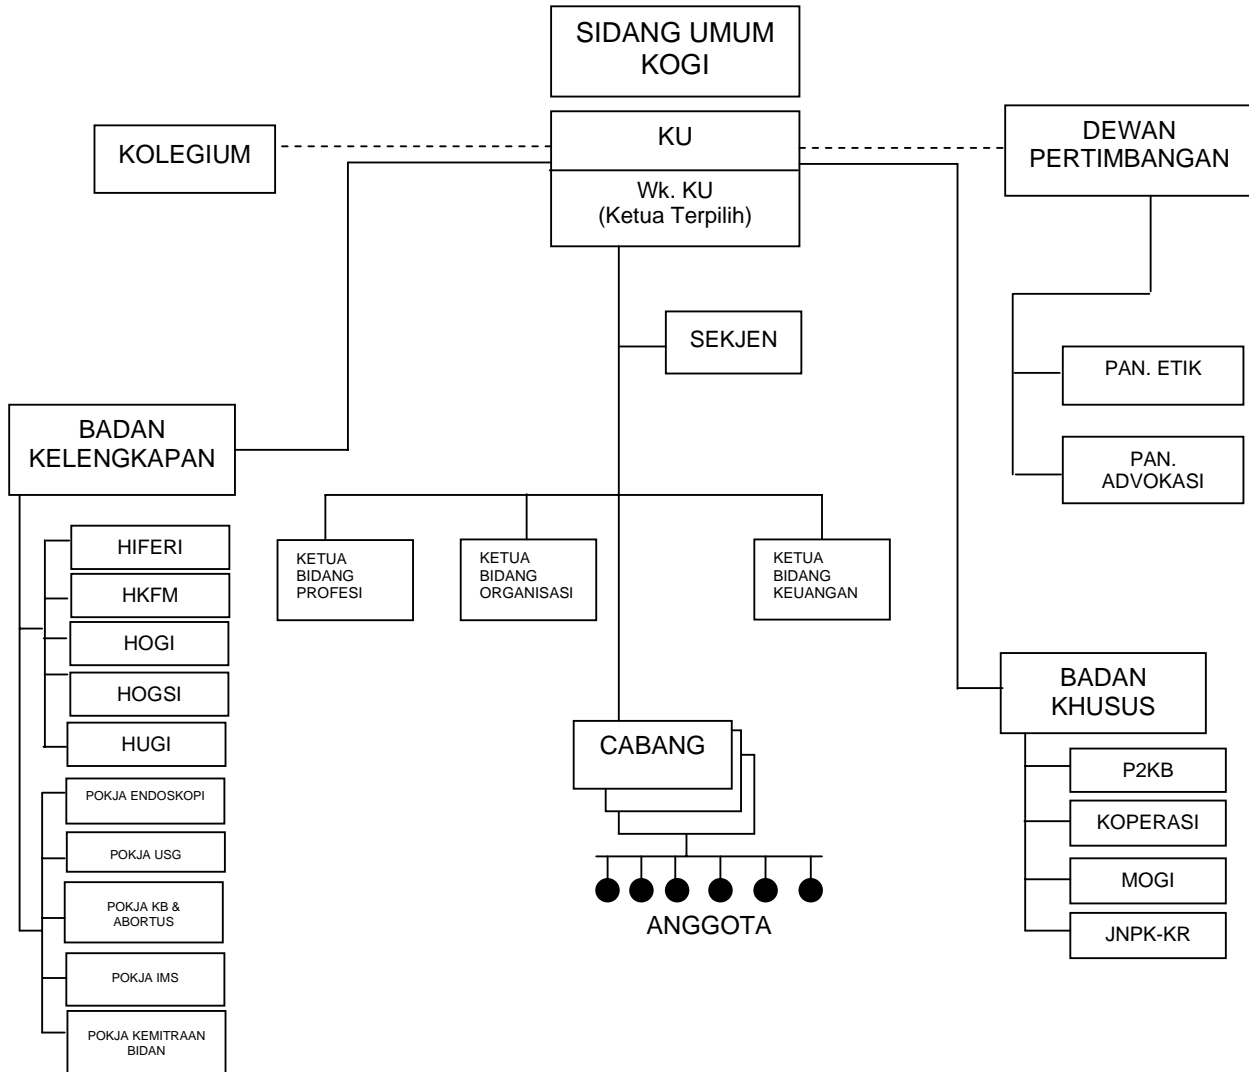 SIDANG UMUM
KOGI
KOLEGIUM
KU
Wk. KU
(Ketua Terpilih)
DEWAN
PERTIMBANGAN
SEKJEN
PAN. ETIK
PAN.
ADVOKASI
BADAN
KELENGKAPAN
HIFERI
HKFM
HOGI
HOGSI
HUGI
POKJA ENDOSKOPI
POKJA USG
POKJA KB &
ABORTUS
POKJA IMS
POKJA KEMITRAAN
BIDAN
KETUA
BIDANG
PROFESI
KETUA
BIDANG
ORGANISASI
KETUA
BIDANG
KEUANGAN
CABANG
ANGGOTA
BADAN
KHUSUS
P2KB
KOPERASI
MOGI
JNPK-KR